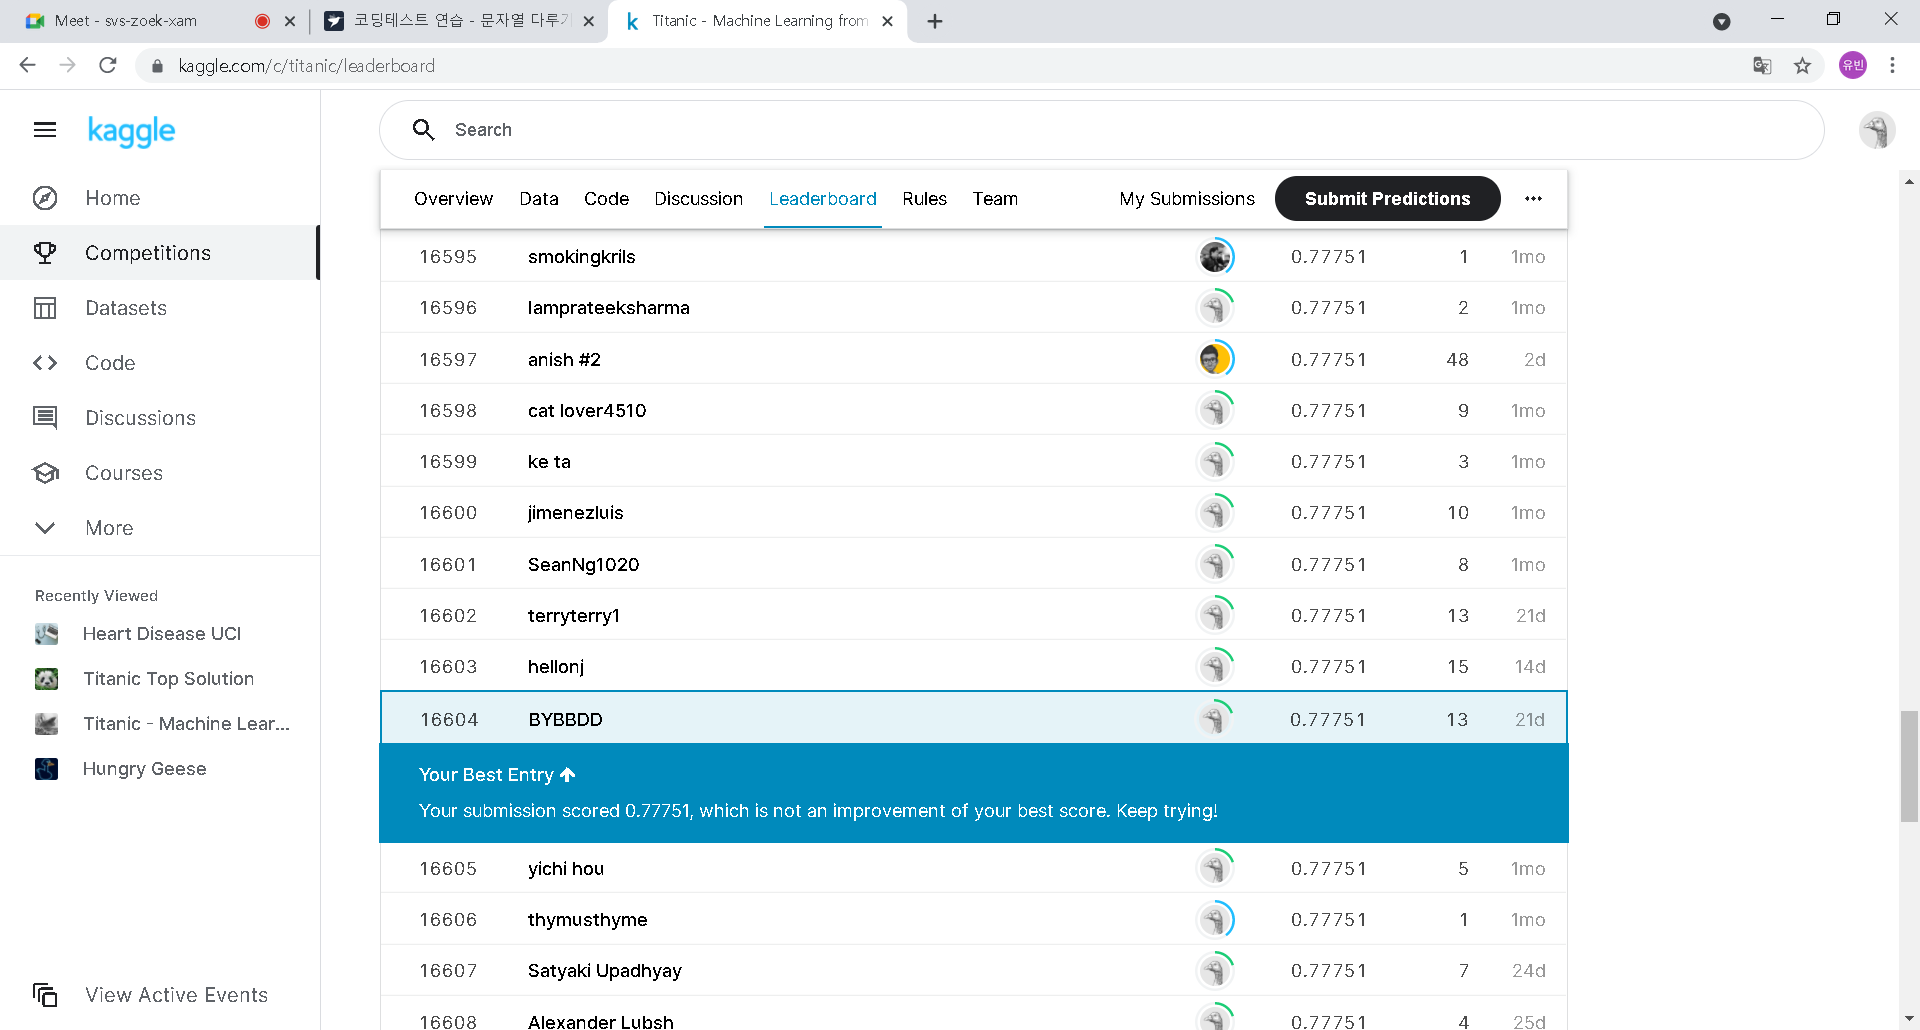 Meet - svs-zoek-xam
코딩테스트 연습 - 문자열 다루기
Titanic - Machine Learning from
kaggle.com/c/titanic/leaderboard
유빈
kaggle
Search
Home
Competitions
Datasets
Code
Discussions
Courses
More
Recently Viewed
Heart Disease UCI
Titanic Top Solution
Titanic - Machine Lear...
Hungry Geese
View Active Events
Overview Data Code Discussion Leaderboard Rules Team My Submissions Submit Predictions ...
16595 smokingkrils 0.77751 1 1mo
16596 Iamprateeksharma 0.77751 2 1mo
16597 anish #2 0.77751 48 2d
16598 cat lover4510 0.77751 9 1mo
16599 ke ta 0.77751 3 1mo
16600 jimenezluis 0.77751 10 1mo
16601 SeanNg1020 0.77751 8 1mo
16602 terryterry1 0.77751 13 21d
16603 hellonj 0.77751 15 14d
16604 BYBBDD 0.77751 13 21d
Your Best Entry ↑
Your submission scored 0.77751, which is not an improvement of your best score. Keep trying!
16605 yichi hou 0.77751 5 1mo
16606 thymusthyme 0.77751 1 1mo
16607 Satyaki Upadhyay 0.77751 7 24d
16608 Alexander Lubsh 0.77751 4 25d